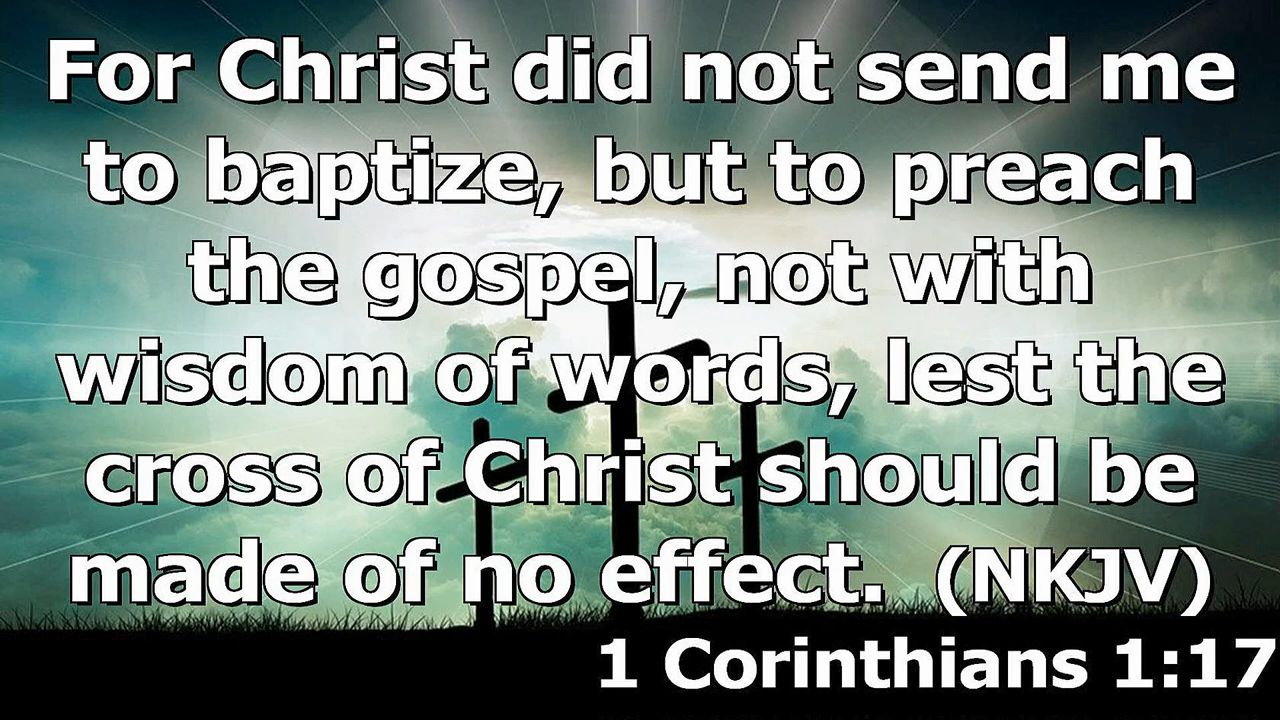 For Christ did not send me
to baptize, but to preach
the gospel, not with
wisdom of words, lest the
cross of Christ should be
made of no effect. (NKJV)
1 Corinthians 1:17